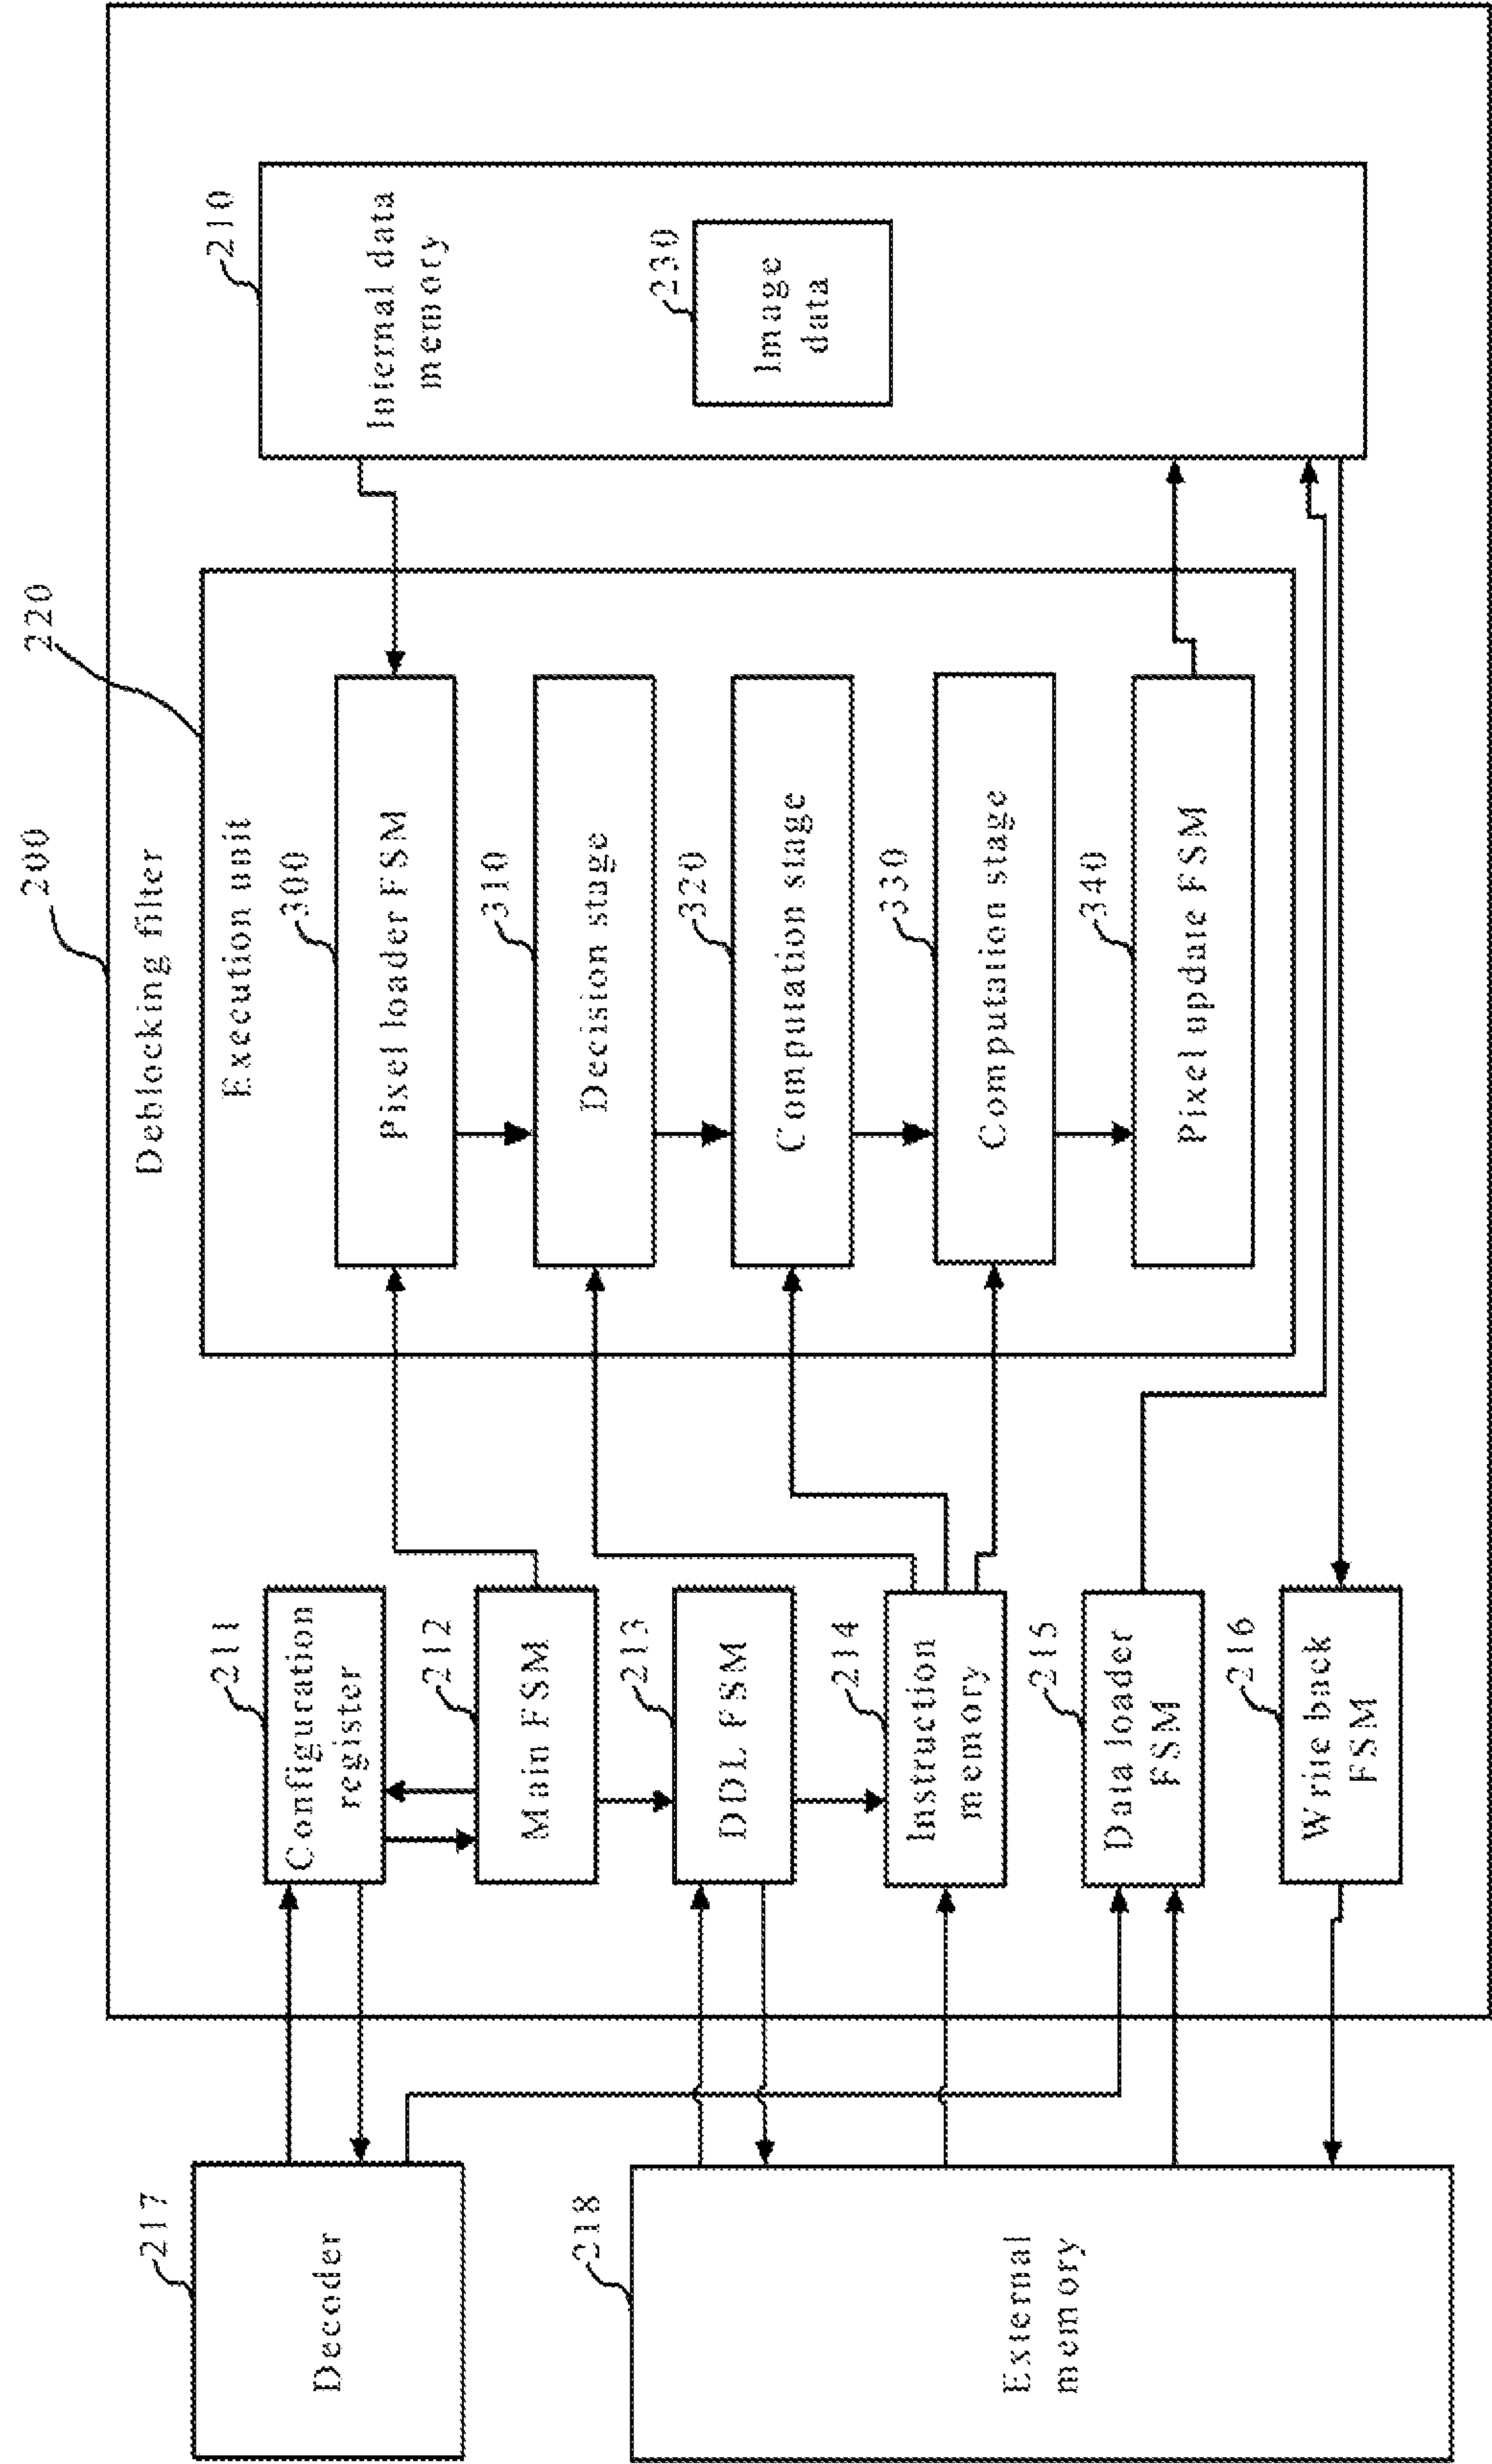 200
Deblocking filter
220
Execution unit
217
Decoder
218
External
memory
211
Configuration
register
212
Main FSM
213
DDL FSM
214
Instruction
memory
215
Data loader
FSM
216
Write back
FSM
300
Pixel loader FSM
310
Decision stage
320
Computation stage
330
Computation stage
340
Pixel update FSM
210
Internal data
memory
230
Image
data